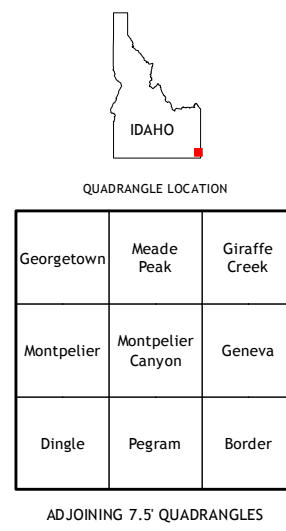 IDAHO
QUADRANGLE LOCATION
Georgetown
Meade
Peak
Giraffe
Creek
Montpelier
Montpelier
Canyon
Geneva
Dingle
Pegram
Border
ADJOINING 7.5' QUADRANGLES